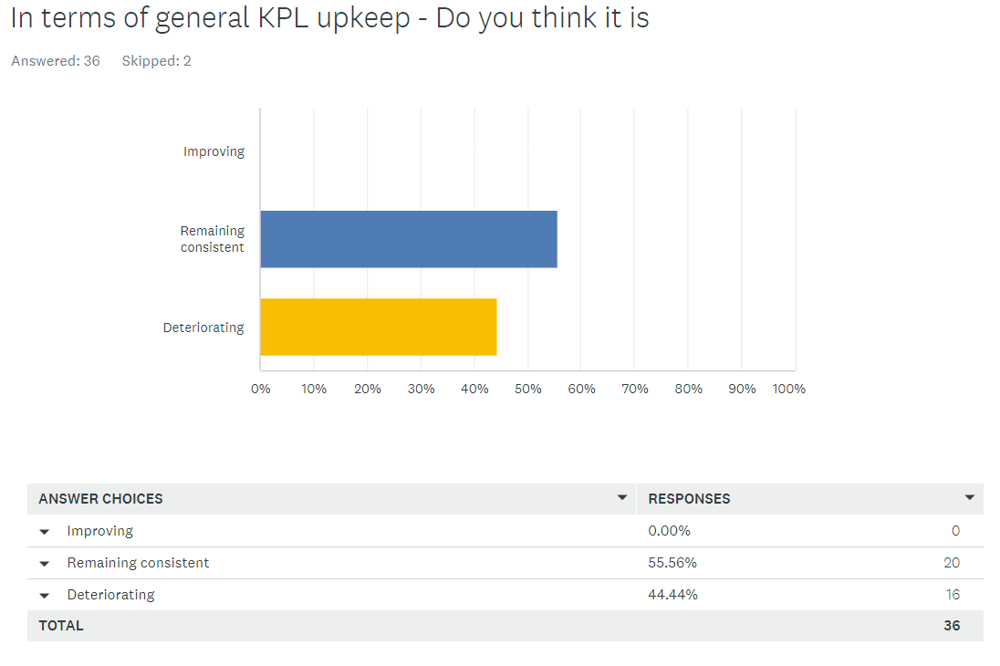 In terms of general KPL upkeep - Do you think it is
Answered: 36 Skipped: 2
Improving
Remaining
consistent
Deteriorating
0% 10% 20% 30% 40% 50% 60% 70% 80% 90% 100%
ANSWER CHOICES RESPONSES
Improving 0.00% 0
Remaining consistent 55.56% 20
Deteriorating 44.44% 16
TOTAL 36